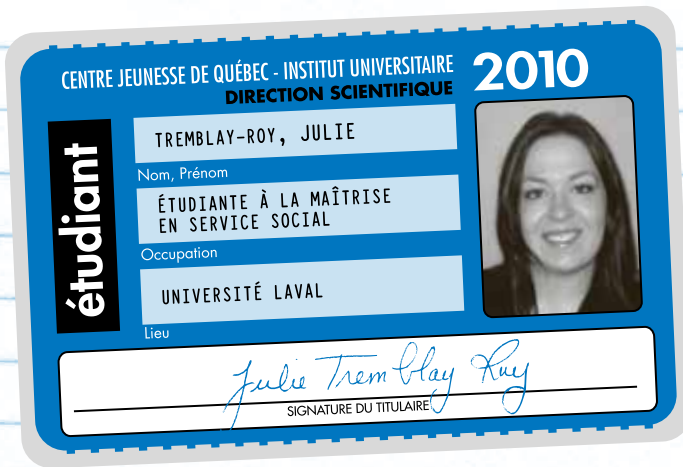 CENTRE JEUNESSE DE QUÉBEC - INSTITUT UNIVERSITAIRE
DIRECTION SCIENTIFIQUE
2010
étudiant
TREMBLAY-ROY, JULIE
Nom, Prénom
ÉTUDIANTE À LA MAÎTRISE
EN SERVICE SOCIAL
Occupation
UNIVERSITÉ LAVAL
Lieu
Julie Tremblay Roy
SIGNATURE DU TITULAIRE